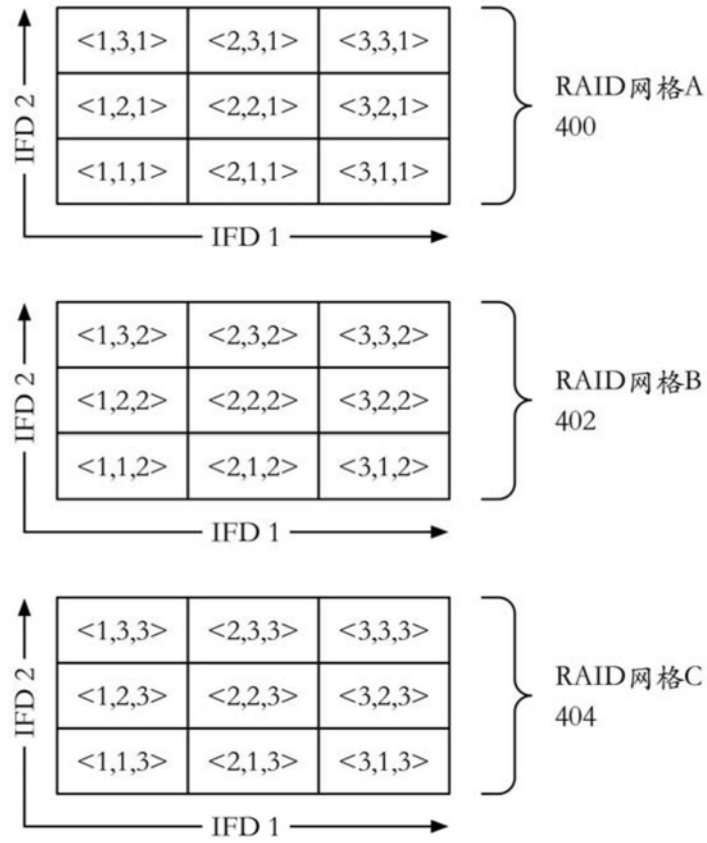 <1,3,1> <2,3,1> <3,3,1>
<1,2,1> <2,2,1> <3,2,1>
<1,1,1> <2,1,1> <3,1,1>
IFD 2
IFD 1
RAID网格A
400
<1,3,2> <2,3,2> <3,3,2>
<1,2,2> <2,2,2> <3,2,2>
<1,1,2> <2,1,2> <3,1,2>
IFD 2
IFD 1
RAID网格B
402
<1,3,3> <2,3,3> <3,3,3>
<1,2,3> <2,2,3> <3,2,3>
<1,1,3> <2,1,3> <3,1,3>
IFD 2
IFD 1
RAID网格C
404